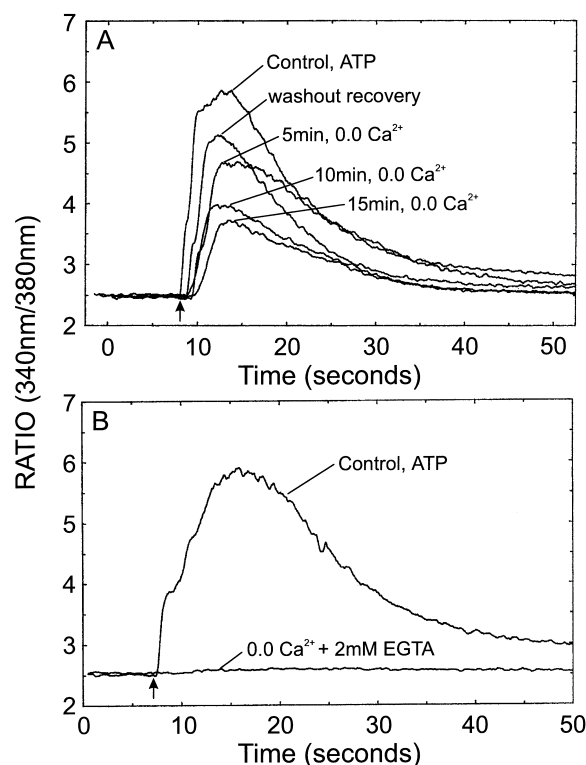 A
7
6
5
4
3
2
Control, ATP
washout recovery
5min, 0.0 Ca²⁺
10min, 0.0 Ca²⁺
15min, 0.0 Ca²⁺
0 10 20 30 40 50
Time (seconds)
RATIO (340nm/380nm)
B
7
6
5
4
3
2
Control, ATP
0.0 Ca²⁺ + 2mM EGTA
0 10 20 30 40 50
Time (seconds)